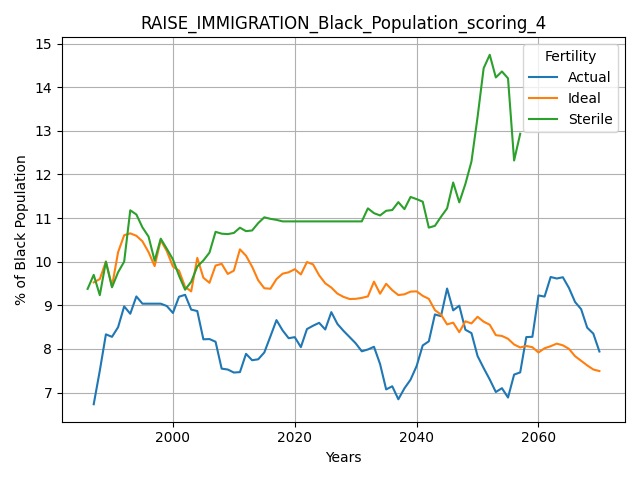 RAISE_IMMIGRATION_Black_Population_scoring_4
% of Black Population
15
14
13
12
11
10
9
8
7
Fertility
Actual
Ideal
Sterile
2000
2020
2040
2060
Years